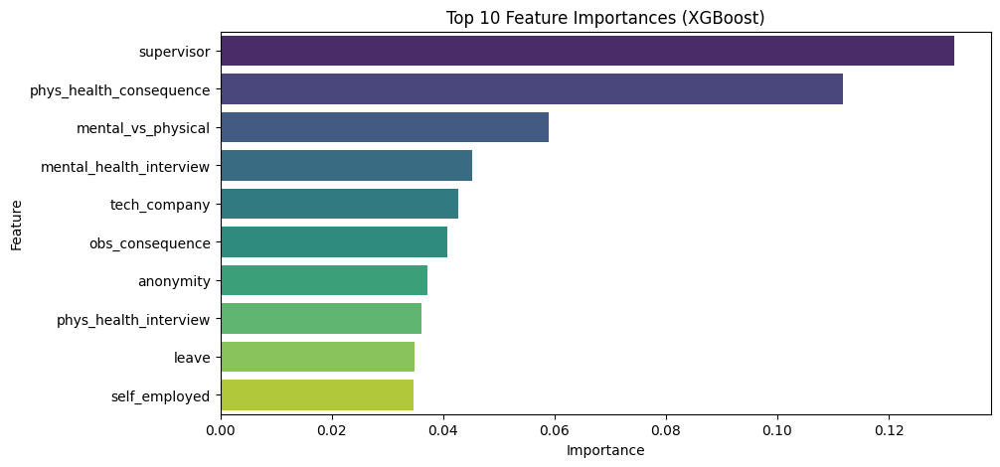 Top 10 Feature Importances (XGBoost)
Feature
supervisor
phys_health_consequence
mental_vs_physical
mental_health_interview
tech_company
obs_consequence
anonymity
phys_health_interview
leave
self_employed
0.00 0.02 0.04 0.06 0.08 0.10 0.12
Importance